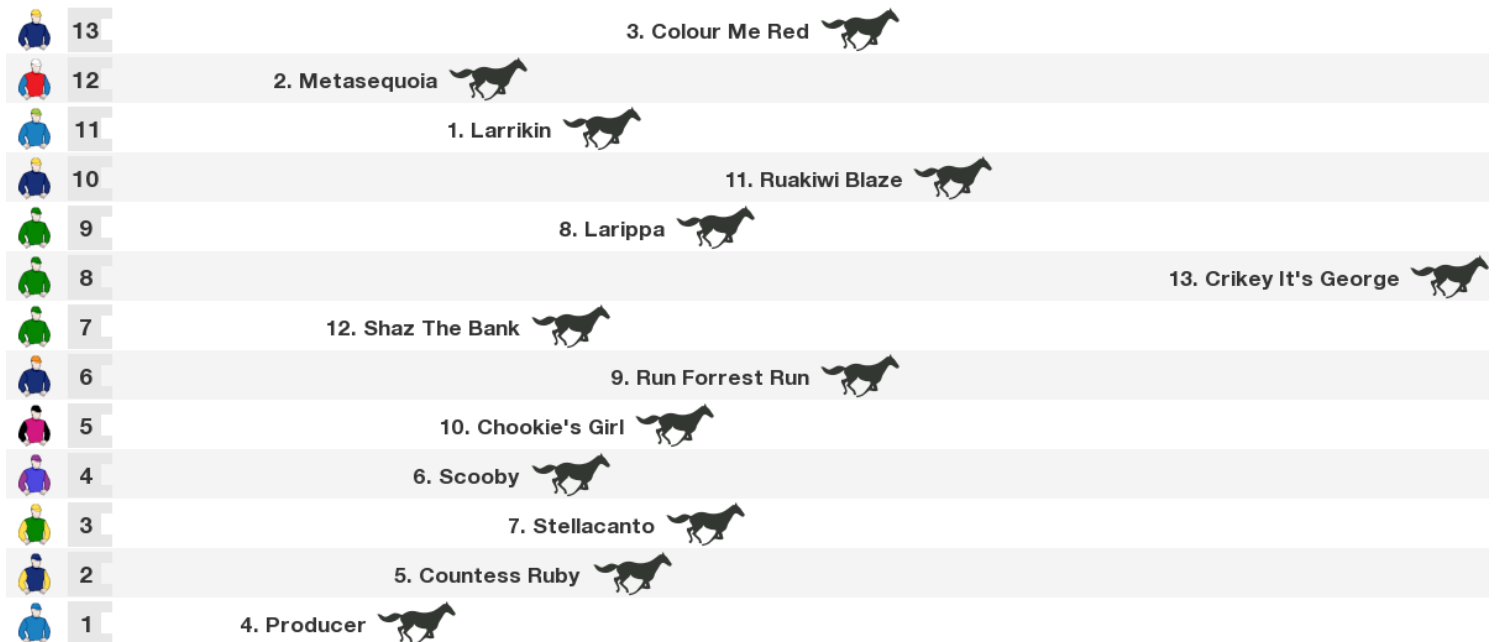 13 3. Colour Me Red
12 2. Metasequoia
11 1. Larrikin
10 11. Ruakiwi Blaze
9 8. Larippa
8 13. Crikey It's George
7 12. Shaz The Bank
6 9. Run Forrest Run
5 10. Chookie's Girl
4 6. Scooby
3 7. Stellacanto
2 5. Countess Ruby
1 4. Producer